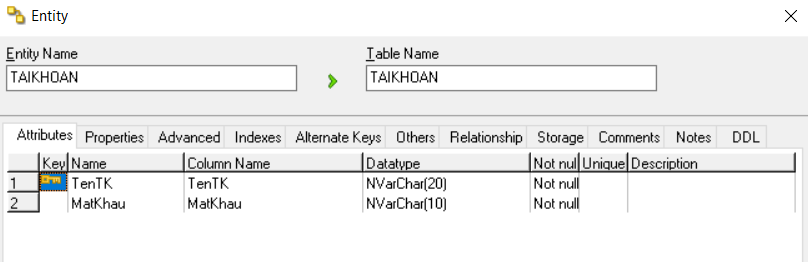 Entity
Entity Name Table Name
TAIKHOAN TAIKHOAN
Attributes Properties Advanced Indexes Alternate Keys Others Relationship Storage Comments Notes DDL
Key Name Column Name Datatype Not nul Unique Description
1 TenTK TenTK NVarChar(20) Not null
2 MatKhau MatKhau NVarChar(10) Not null